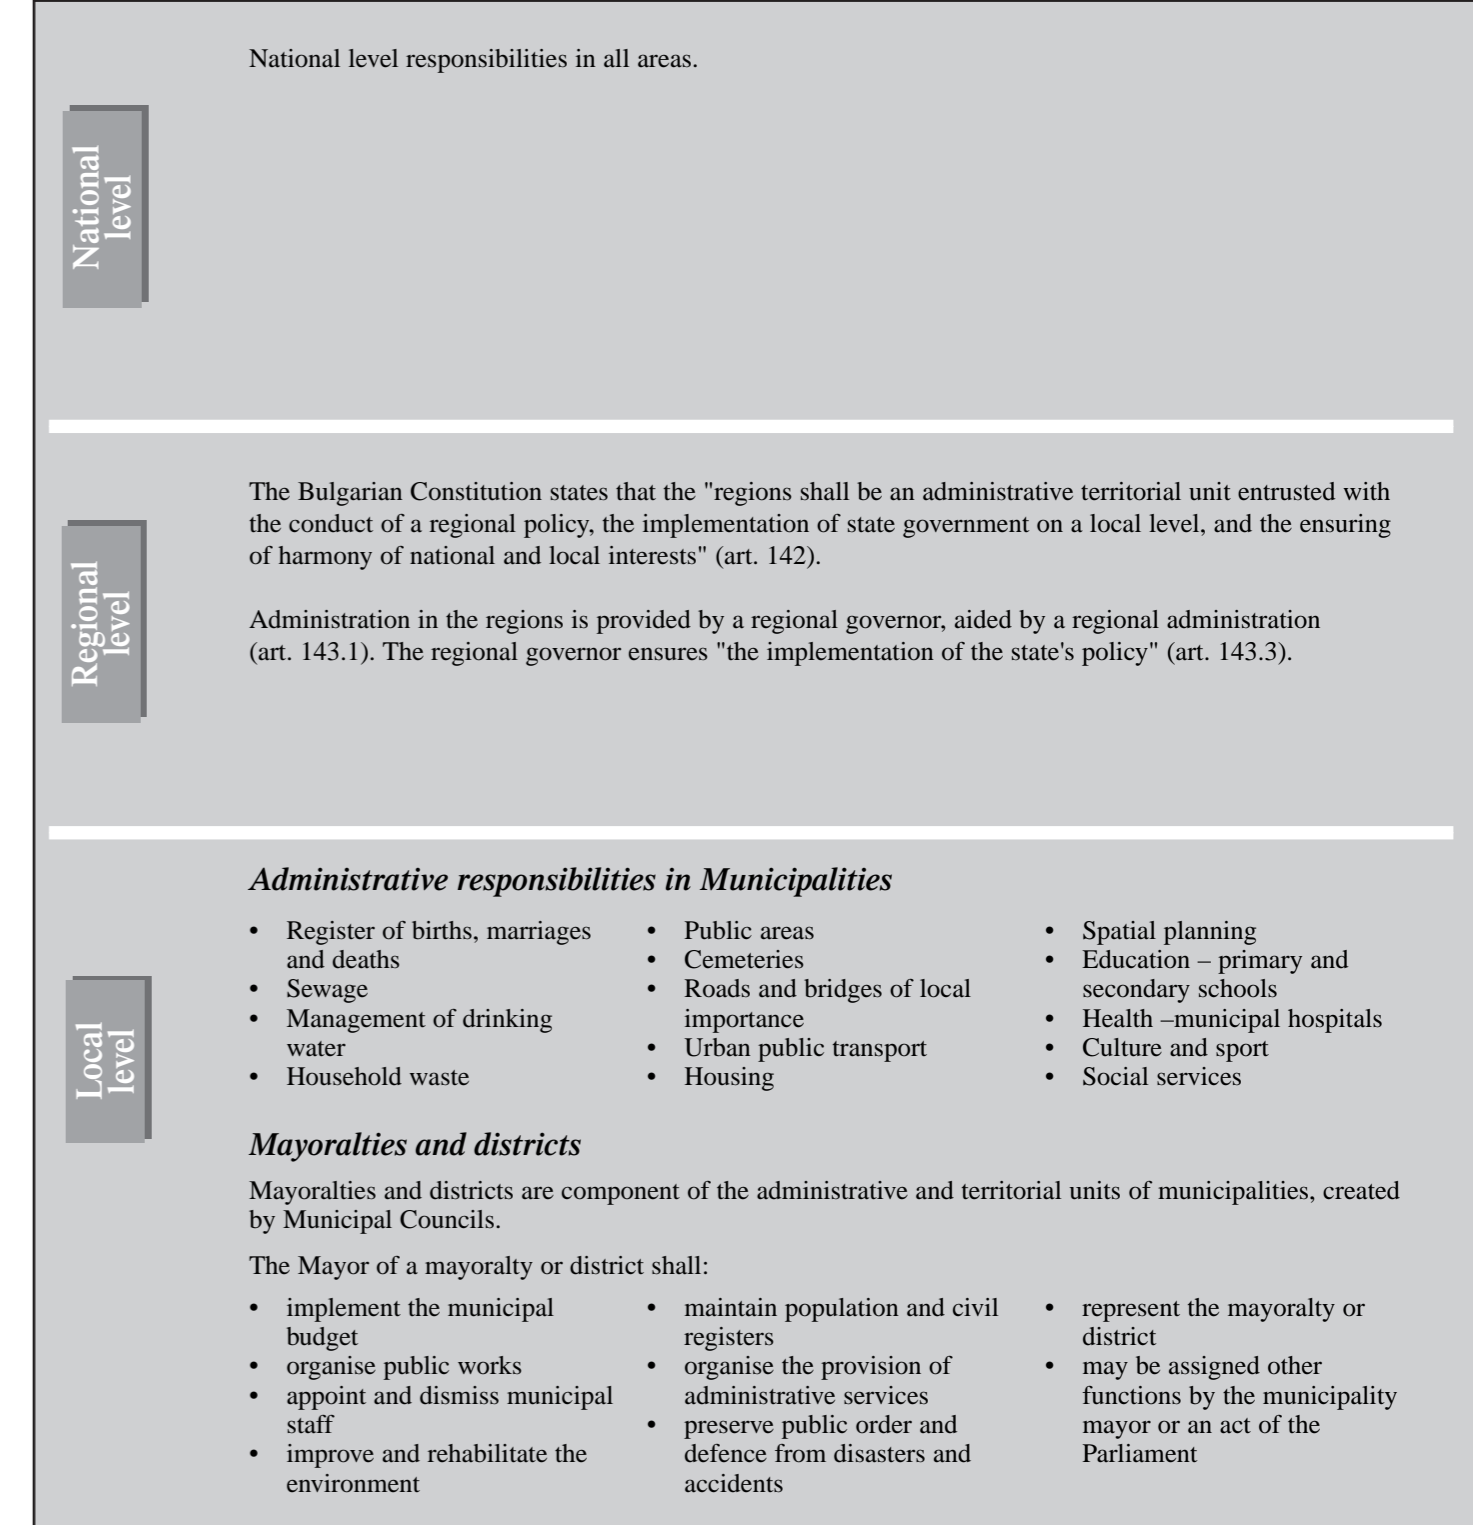 National level responsibilities in all areas.
National
level
The Bulgarian Constitution states that the "regions shall be an administrative territorial unit entrusted with
the conduct of a regional policy, the implementation of state government on a local level, and the ensuring
of harmony of national and local interests" (art. 142).
Administration in the regions is provided by a regional governor, aided by a regional administration
(art. 143.1). The regional governor ensures "the implementation of the state's policy" (art. 143.3).
Regional
level
Administrative responsibilities in Municipalities
• Register of births, marriages
and deaths
• Sewage
• Management of drinking
water
• Household waste
• Public areas
• Cemeteries
• Roads and bridges of local
importance
• Urban public transport
• Housing
• Spatial planning
• Education – primary and
secondary schools
• Health –municipal hospitals
• Culture and sport
• Social services
Local
level
Mayoralties and districts
Mayoralties and districts are component of the administrative and territorial units of municipalities, created
by Municipal Councils.
The Mayor of a mayoralty or district shall:
• implement the municipal
budget
• organise public works
• appoint and dismiss municipal
staff
• improve and rehabilitate the
environment
• maintain population and civil
registers
• organise the provision of
administrative services
• preserve public order and
defence from disasters and
accidents
• represent the mayoralty or
district
• may be assigned other
functions by the municipality
mayor or an act of the
Parliament